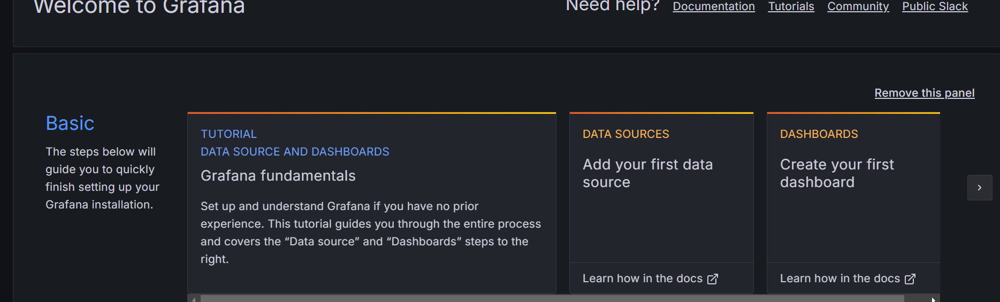 Welcome to Grafana
Need help? Documentation Tutorials Community Public Slack
Remove this panel
Basic
The steps below will
guide you to quickly
finish setting up your
Grafana installation.
TUTORIAL
DATA SOURCE AND DASHBOARDS
Grafana fundamentals
Set up and understand Grafana if you have no prior
experience. This tutorial guides you through the entire process
and covers the “Data source” and “Dashboards” steps to the
right.
DATA SOURCES
Add your first data
source
Learn how in the docs
DASHBOARDS
Create your first
dashboard
Learn how in the docs